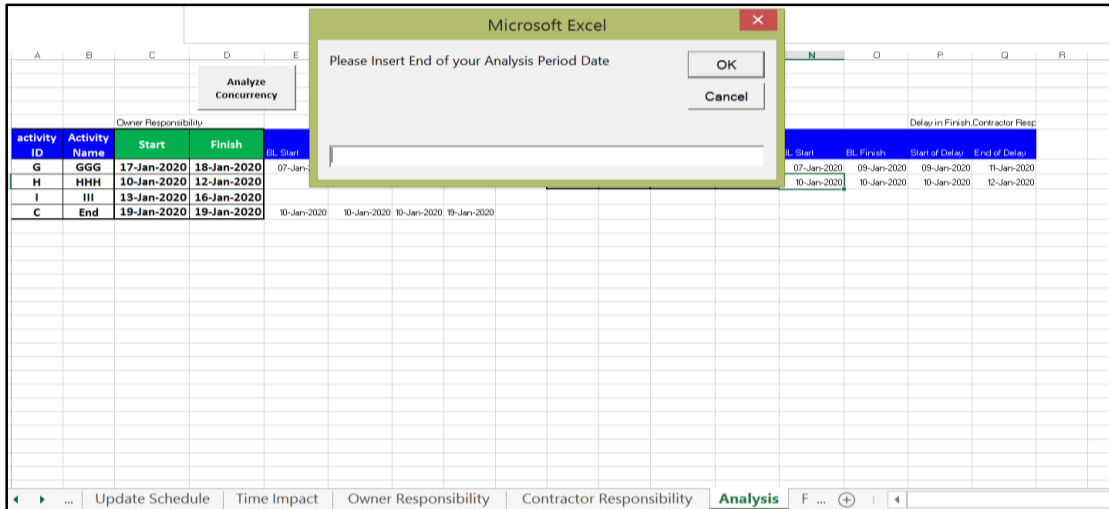 Microsoft Excel
Please Insert End of your Analysis Period Date
OK
Cancel
A B C D E N O P Q R
Analyze
Concurrency
Owner Responsibility Delay in Finish,Contractor Resp
activity ID Activity Name Start Finish BL Start BL Start BL Finish Start of Delay End of Delay
G GGG 17-Jan-2020 18-Jan-2020 07-Jan- 07-Jan-2020 09-Jan-2020 09-Jan-2020 11-Jan-2020
H HHH 10-Jan-2020 12-Jan-2020 10-Jan-2020 10-Jan-2020 10-Jan-2020 12-Jan-2020
I III 13-Jan-2020 16-Jan-2020
C End 19-Jan-2020 19-Jan-2020 10-Jan-2020 10-Jan-2020 10-Jan-2020 19-Jan-2020
... Update Schedule Time Impact Owner Responsibility Contractor Responsibility Analysis F ...